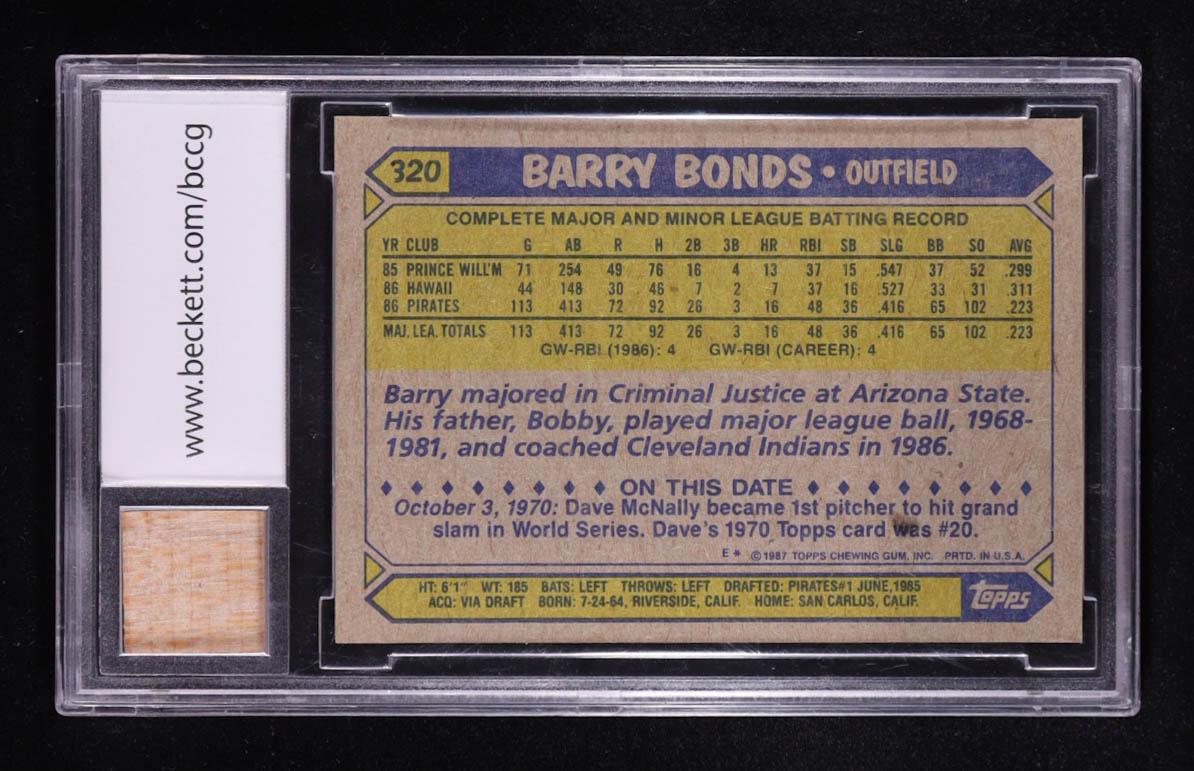 www.beckett.com/bccg
320 BARRY BONDS • OUTFIELD
COMPLETE MAJOR AND MINOR LEAGUE BATTING RECORD
YR CLUB G AB R H 2B 3B HR RBI SB SLG BB SO AVG
85 PRINCE WILL'M 71 254 49 76 16 4 13 37 15 .547 37 52 .299
86 HAWAII 44 148 30 46 7 2 7 37 16 .527 33 31 .311
86 PIRATES 113 413 72 92 26 3 16 48 36 .416 65 102 .223
MAJ. LEA. TOTALS 113 413 72 92 26 3 16 48 36 .416 65 102 .223
GW-RBI (1986): 4 GW-RBI (CAREER): 4
Barry majored in Criminal Justice at Arizona State.
His father, Bobby, played major league ball, 1968-
1981, and coached Cleveland Indians in 1986.
ON THIS DATE
October 3, 1970: Dave McNally became 1st pitcher to hit grand
slam in World Series. Dave's 1970 Topps card was #20.
E* ©1987 TOPPS CHEWING GUM, INC. PRTD. IN U.S.A.
HT: 6'1" WT: 185 BATS: LEFT THROWS: LEFT DRAFTED: PIRATES#1 JUNE,1985
ACQ: VIA DRAFT BORN: 7-24-64, RIVERSIDE, CALIF. HOME: SAN CARLOS, CALIF.
Topps